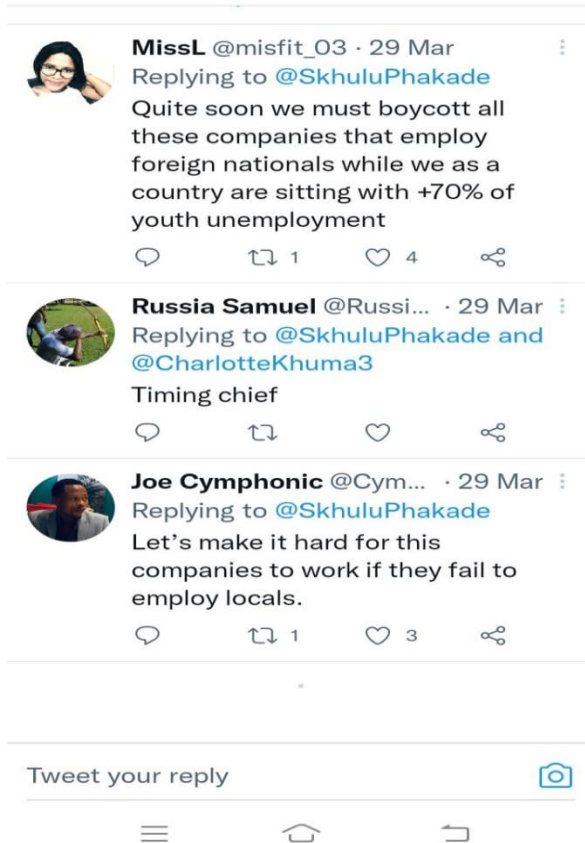 MissL @misfit_03 · 29 Mar
Replying to @SkhuluPhakade
Quite soon we must boycott all
these companies that employ
foreign nationals while we as a
country are sitting with +70% of
youth unemployment
1 4
Russia Samuel @Russi... · 29 Mar
Replying to @SkhuluPhakade and
@CharlotteKhuma3
Timing chief
Joe Cymphonic @Cym... · 29 Mar
Replying to @SkhuluPhakade
Let's make it hard for this
companies to work if they fail to
employ locals.
1 3
Tweet your reply